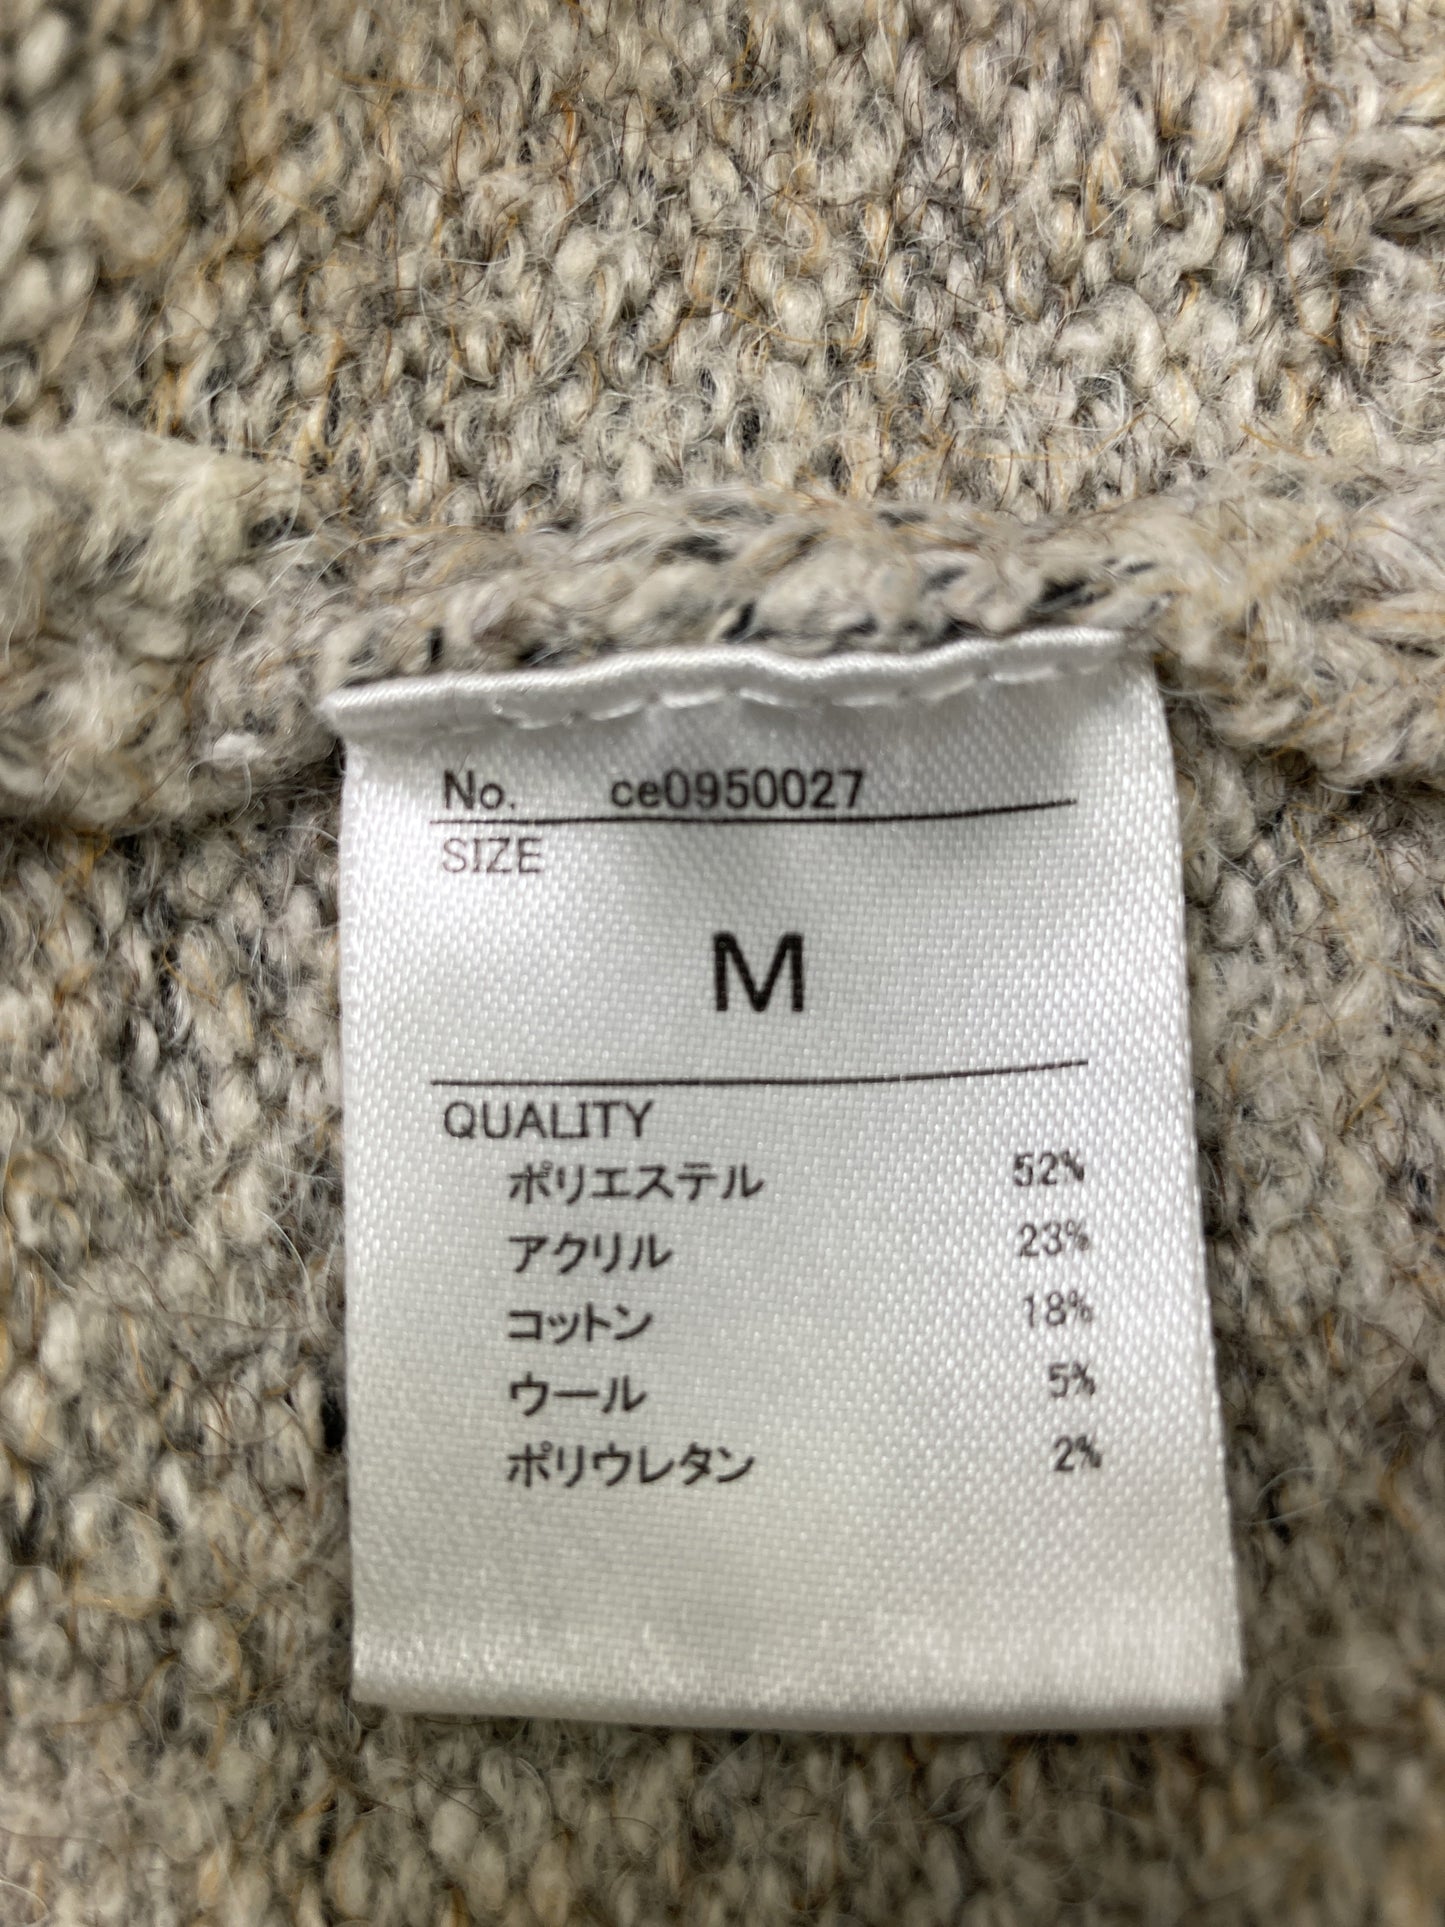 No. ce0950027
SIZE
M
QUALITY
ポリエステル 52%
アクリル 23%
コットン 18%
ウール 5%
ポリウレタン 2%